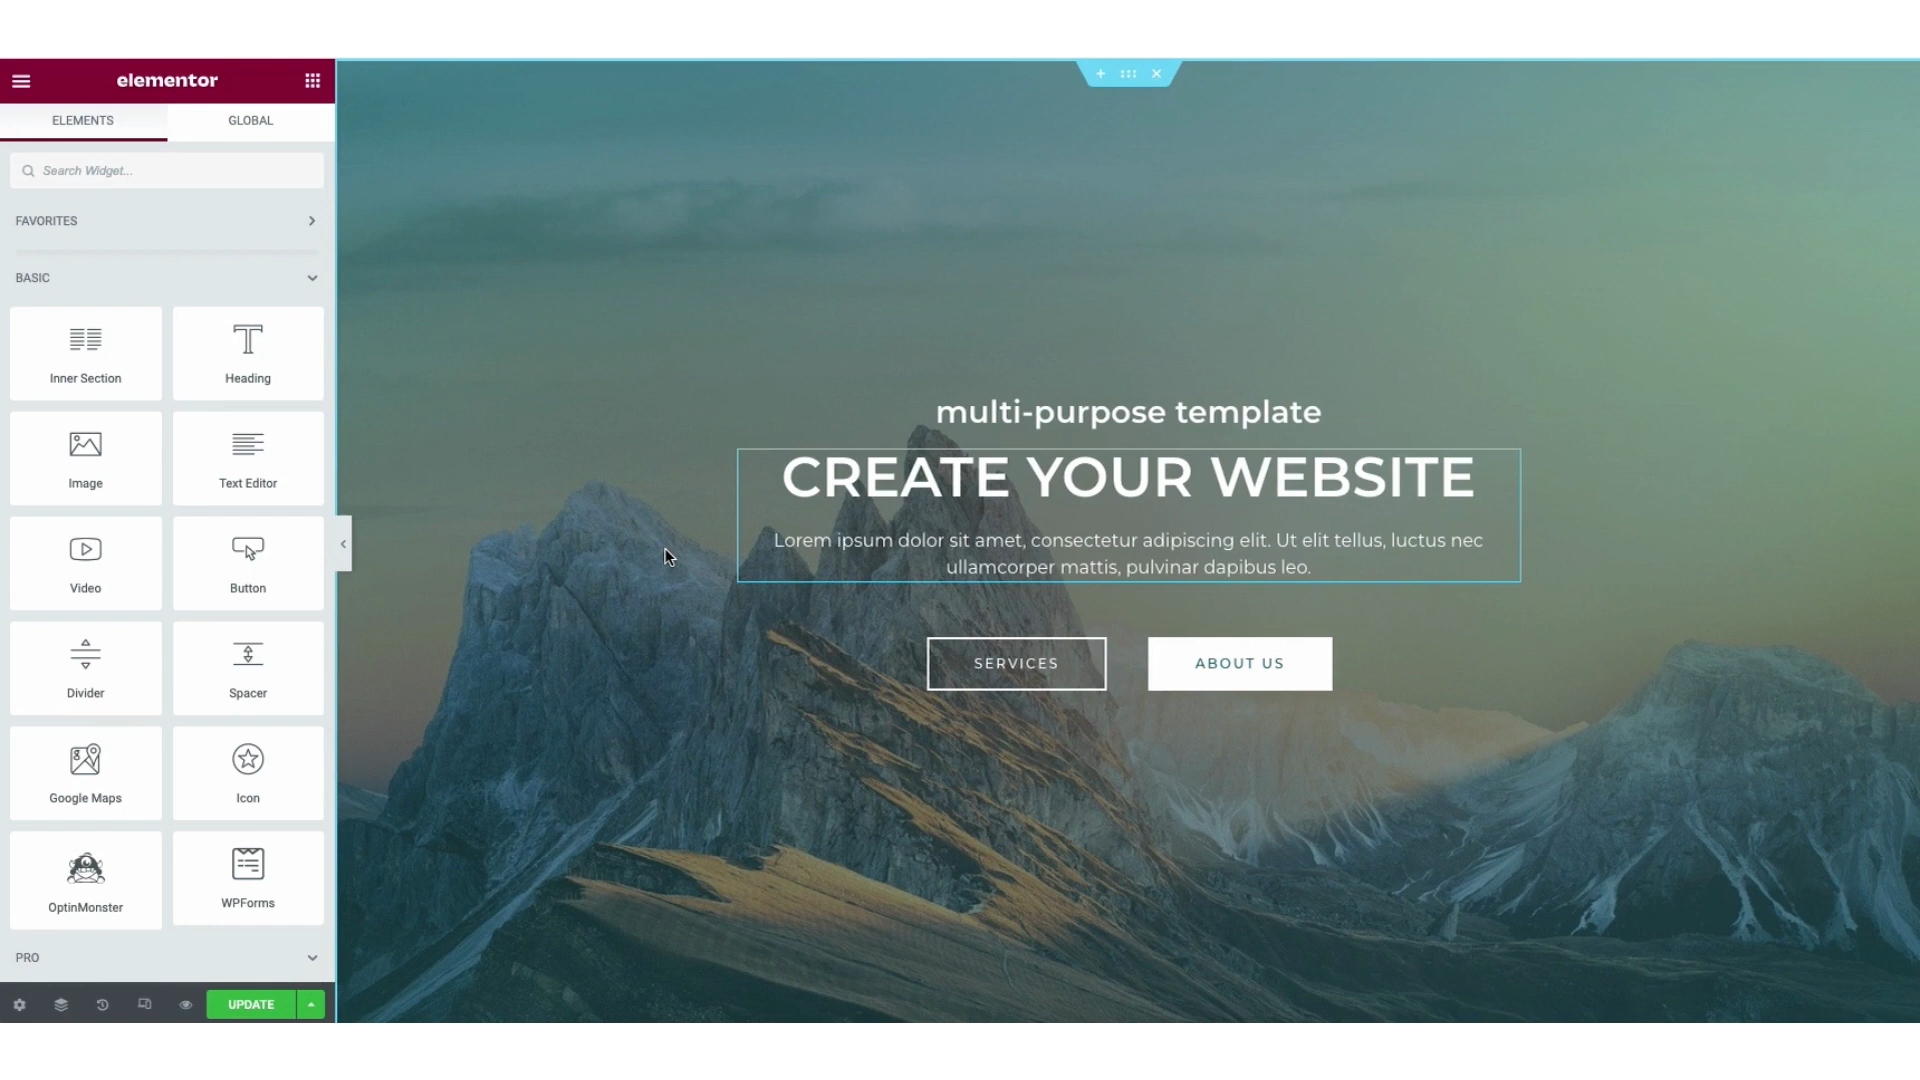 elementor
ELEMENTS GLOBAL
Search Widget...
FAVORITES
BASIC
Inner Section Heading
Image Text Editor
Video Button
Divider Spacer
Google Maps Icon
OptinMonster WPForms
PRO
UPDATE
multi-purpose template
CREATE YOUR WEBSITE
Lorem ipsum dolor sit amet, consectetur adipiscing elit. Ut elit tellus, luctus nec
ullamcorper mattis, pulvinar dapibus leo.
SERVICES ABOUT US